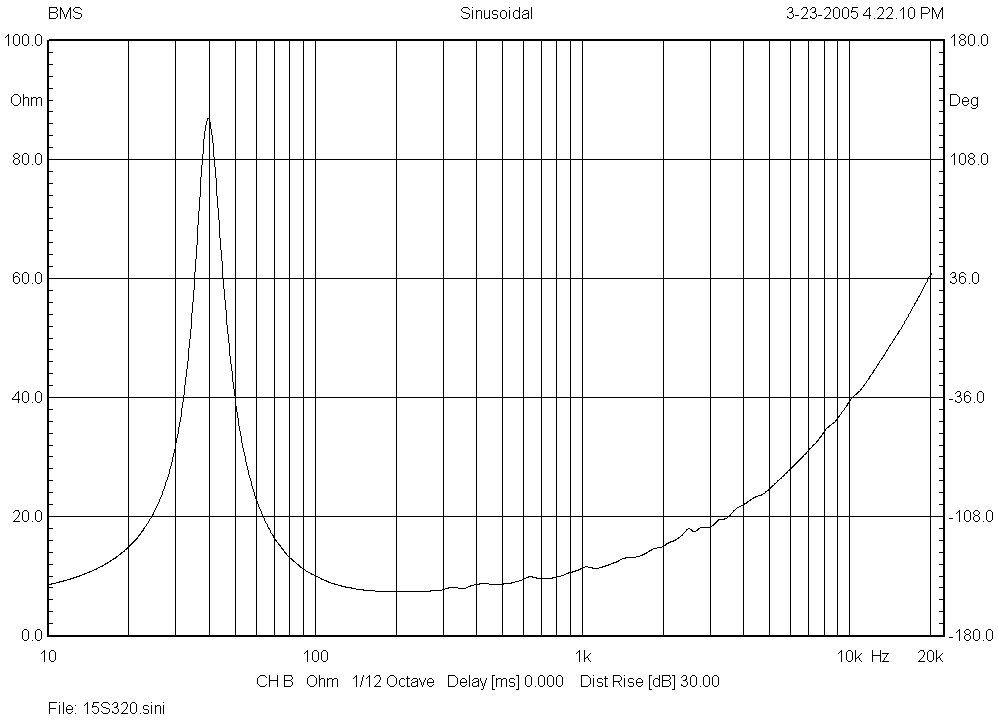 BMS Sinusoidal 3-23-2005 4.22.10 PM
100.0 180.0
Ohm Deg
80.0 108.0
60.0 36.0
40.0 -36.0
20.0 -108.0
0.0 -180.0
10 100 1k 10k Hz 20k
CH B Ohm 1/12 Octave Delay [ms] 0.000 Dist Rise [dB] 30.00
File: 15S320.sini